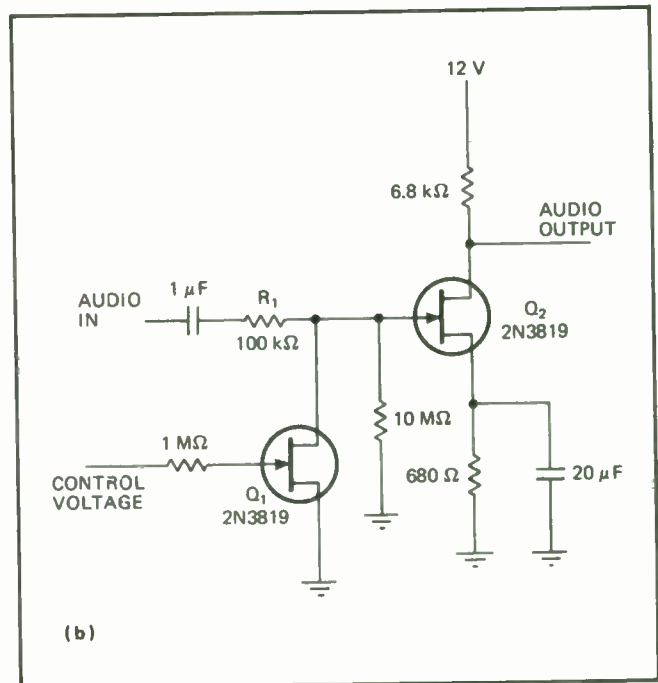 12 V
6.8 kΩ
AUDIO
OUTPUT
1 μF
AUDIO
IN
R₁
100 kΩ
Q₂
2N3819
1 MΩ
10 MΩ
CONTROL
VOLTAGE
Q₁
2N3819
680 Ω
20 μF
(b)